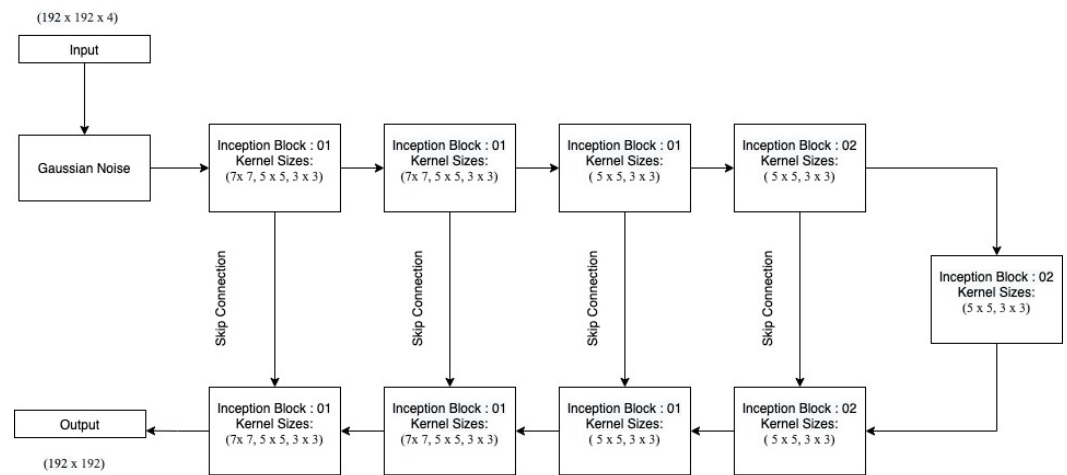 (192 x 192 x 4)
Input
Gaussian Noise
Inception Block : 01
Kernel Sizes:
(7x 7, 5 x 5, 3 x 3)
Inception Block : 01
Kernel Sizes:
(7x 7, 5 x 5, 3 x 3)
Inception Block : 01
Kernel Sizes:
( 5 x 5, 3 x 3)
Inception Block : 02
Kernel Sizes:
( 5 x 5, 3 x 3)
Skip Connection
Skip Connection
Skip Connection
Skip Connection
Inception Block : 02
Kernel Sizes:
(5 x 5, 3 x 3)
Output
(192 x 192)
Inception Block : 01
Kernel Sizes:
(7x 7, 5 x 5, 3 x 3)
Inception Block : 01
Kernel Sizes:
(7x 7, 5 x 5, 3 x 3)
Inception Block : 01
Kernel Sizes:
( 5 x 5, 3 x 3)
Inception Block : 02
Kernel Sizes:
( 5 x 5, 3 x 3)